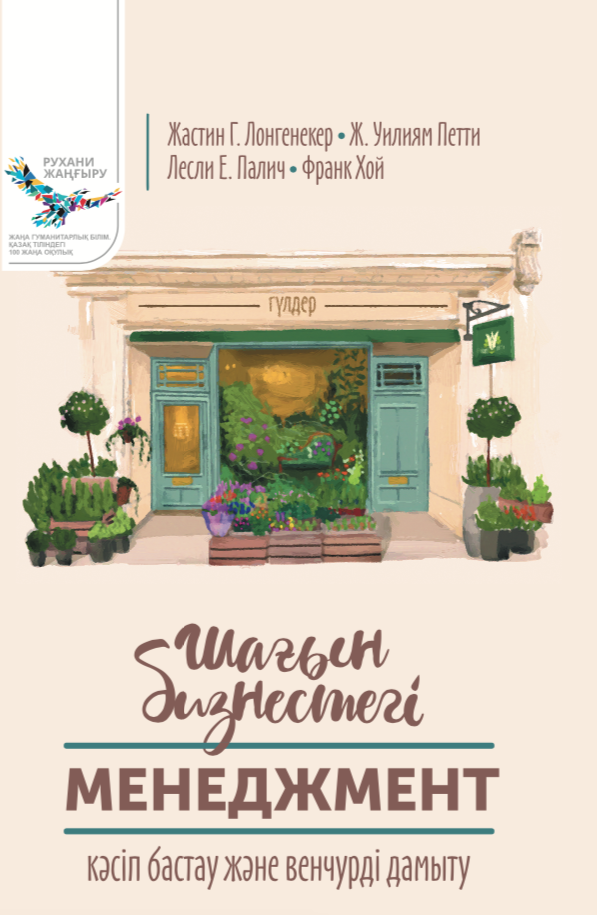 РУХАНИ
ЖАҢҒЫРУ
ЖАҢА ГУМАНИТАРЛЫҚ БІЛІМ.
ҚАЗАҚ ТІЛІНДЕГІ
100 ЖАҢА ОҚУЛЫҚ
Жастин Г. Лонгенекер • Ж. Уилиям Петти
Лесли Е. Палич • Франк Хой
гүлдер
Шағын
бизнестегі
МЕНЕДЖМЕНТ
кәсіп бастау және венчурді дамыту